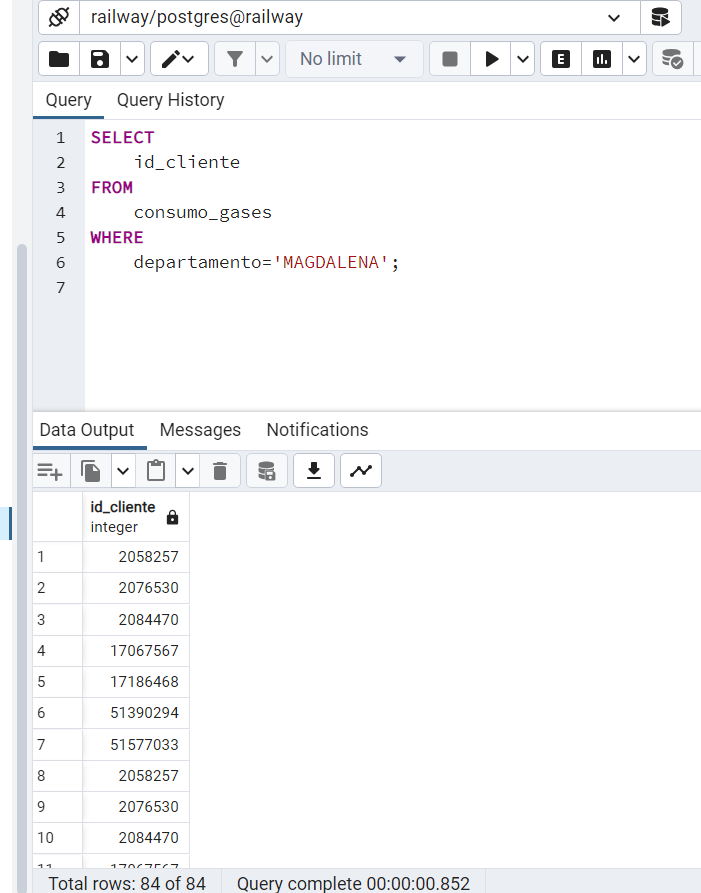 railway/postgres@railway
No limit
E
Query Query History
1 SELECT
2 id_cliente
3 FROM
4 consumo_gases
5 WHERE
6 departamento='MAGDALENA';
7
Data Output Messages Notifications
id_cliente
integer
1 2058257
2 2076530
3 2084470
4 17067567
5 17186468
6 51390294
7 51577033
8 2058257
9 2076530
10 2084470
11 17067567
Total rows: 84 of 84 Query complete 00:00:00.852